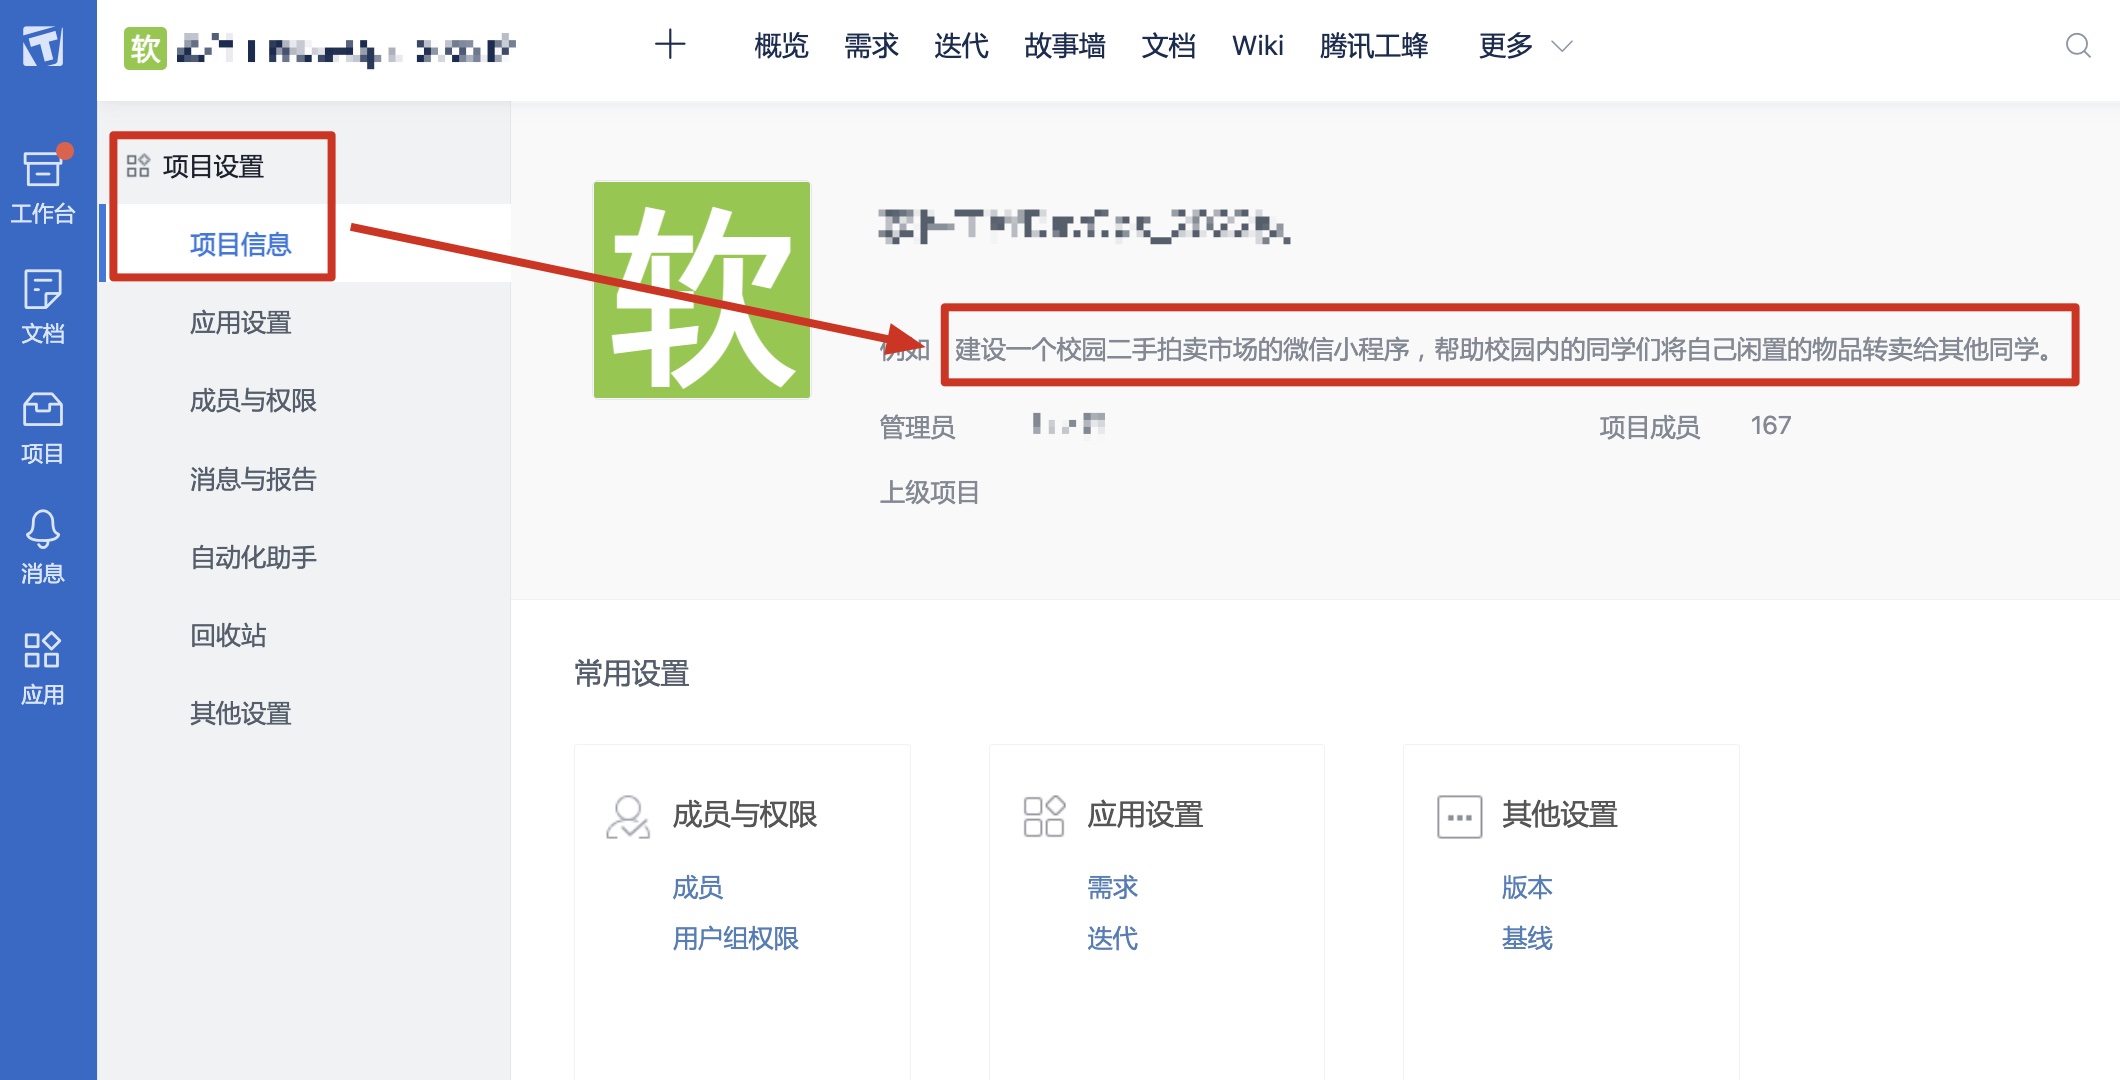 软
概览
需求
迭代
故事墙
文档
Wiki
腾讯工蜂
更多
工作台
文档
项目
消息
应用
项目设置
项目信息
应用设置
成员与权限
消息与报告
自动化助手
回收站
其他设置
软
例如 建设一个校园二手拍卖市场的微信小程序，帮助校园内的同学们将自己闲置的物品转卖给其他同学。
管理员
项目成员 167
上级项目
常用设置
成员与权限
成员
用户组权限
应用设置
需求
迭代
其他设置
版本
基线